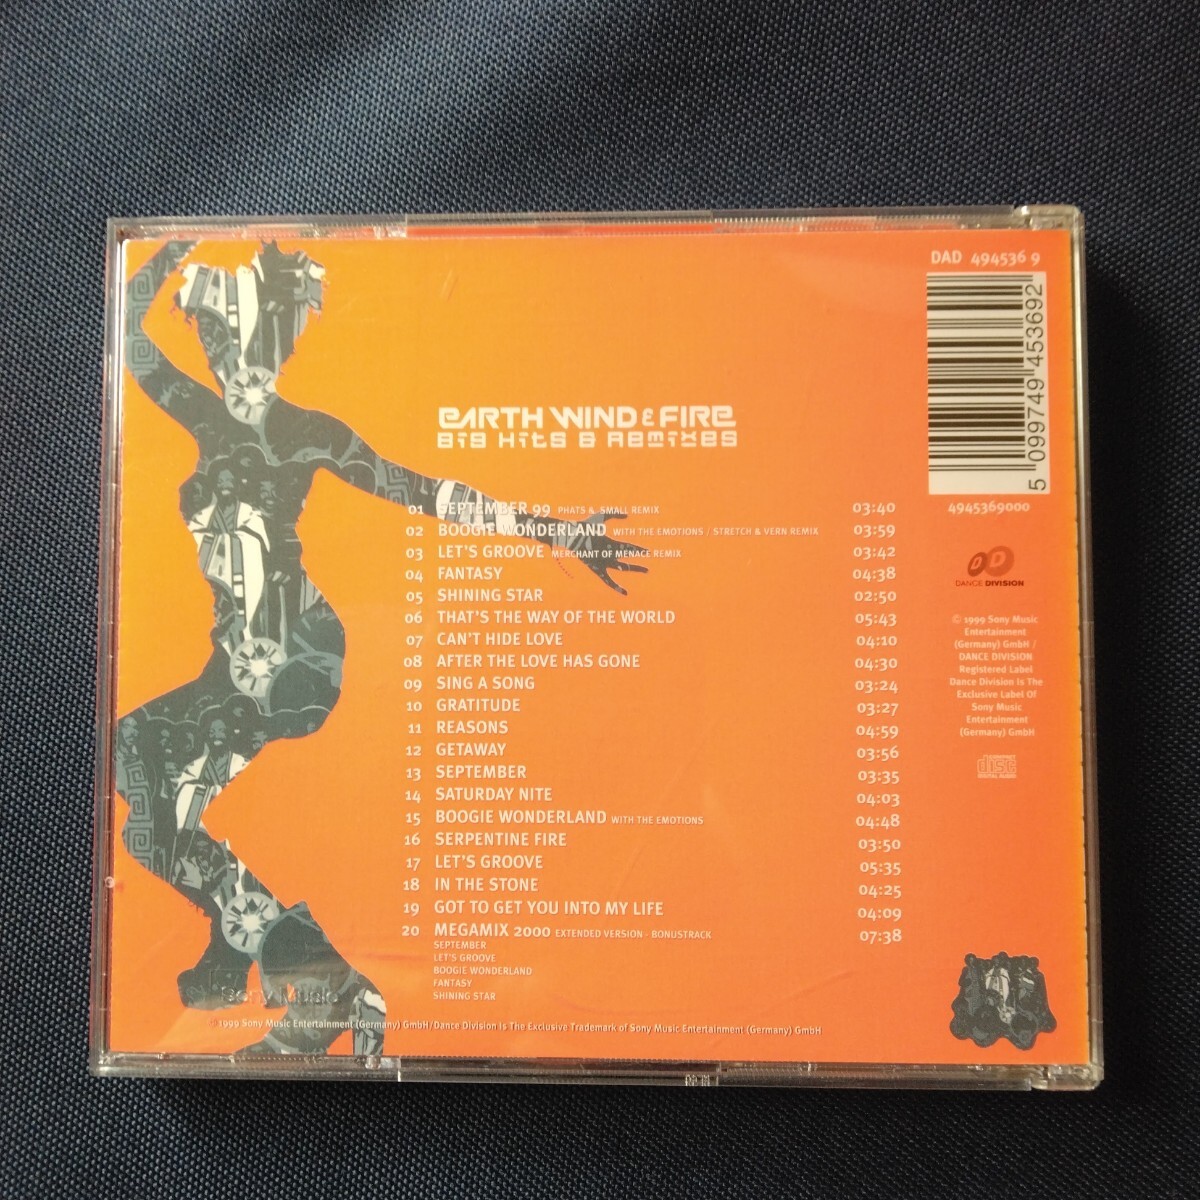 DAD 494536 9
5 099749 453692
4945369000
DD
DANCE DIVISION
© 1999 Sony Music
Entertainment
(Germany) GmbH /
DANCE DIVISION
Registered Label
Dance Division Is The
Exclusive Label Of
Sony Music
Entertainment
(Germany) GmbH
COMPACT
disc
DIGITAL AUDIO
EARTH WIND & FIRE
BIG HITS & REMIXES
01 SEPTEMBER 99 PHATS & SMALL REMIX 03:40
02 BOOGIE WONDERLAND WITH THE EMOTIONS / STRETCH & VERN REMIX 03:59
03 LET'S GROOVE MERCHANT OF MENACE REMIX 03:42
04 FANTASY 04:38
05 SHINING STAR 02:50
06 THAT'S THE WAY OF THE WORLD 05:43
07 CAN'T HIDE LOVE 04:10
08 AFTER THE LOVE HAS GONE 04:30
09 SING A SONG 03:24
10 GRATITUDE 03:27
11 REASONS 04:59
12 GETAWAY 03:56
13 SEPTEMBER 03:35
14 SATURDAY NITE 04:03
15 BOOGIE WONDERLAND WITH THE EMOTIONS 04:48
16 SERPENTINE FIRE 03:50
17 LET'S GROOVE 05:35
18 IN THE STONE 04:25
19 GOT TO GET YOU INTO MY LIFE 04:09
20 MEGAMIX 2000 EXTENDED VERSION - BONUSTRACK 07:38
SEPTEMBER
LET'S GROOVE
BOOGIE WONDERLAND
FANTASY
SHINING STAR
Sony Music
© 1999 Sony Music Entertainment (Germany) GmbH/Dance Division Is The Exclusive Trademark of Sony Music Entertainment (Germany) GmbH